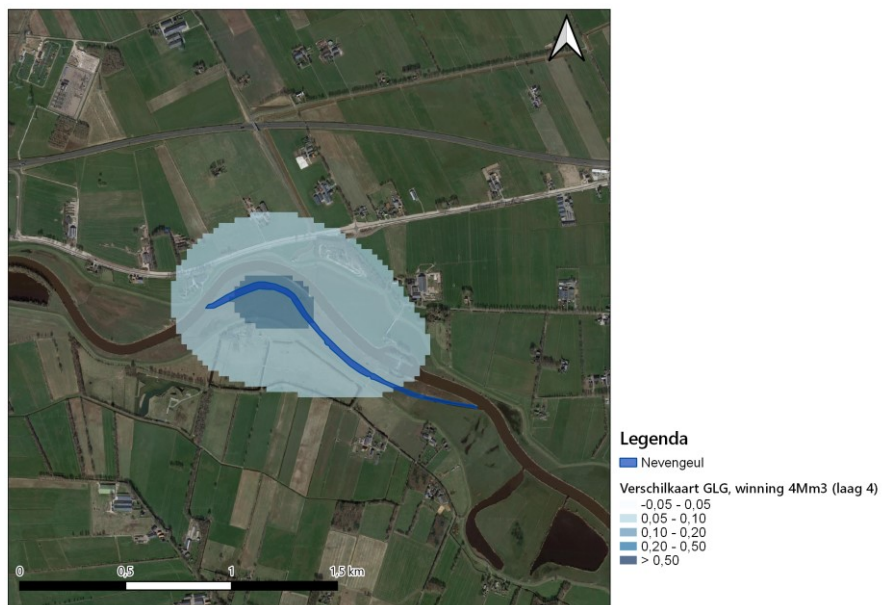 Legenda
Nevengeul
Verschilkaart GLG, winning 4Mm3 (laag 4)
-0,05 - 0,05
0,05 - 0,10
0,10 - 0,20
0,20 - 0,50
> 0,50
0 0,5 1 1,5 km